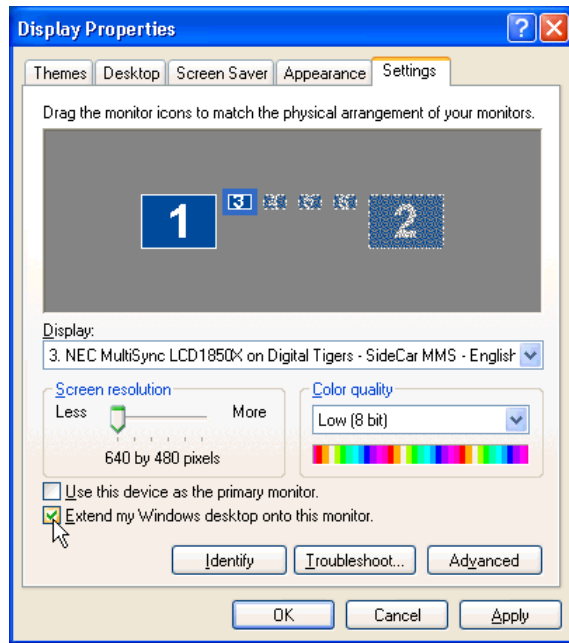 Display Properties
Themes Desktop Screen Saver Appearance Settings
Drag the monitor icons to match the physical arrangement of your monitors.
1 3 4 5 6 2
Display:
3. NEC MultiSync LCD1850X on Digital Tigers - SideCar MMS - English
Screen resolution Color quality
Less More Low (8 bit)
640 by 480 pixels
Use this device as the primary monitor.
Extend my Windows desktop onto this monitor.
Identify Troubleshoot... Advanced
OK Cancel Apply